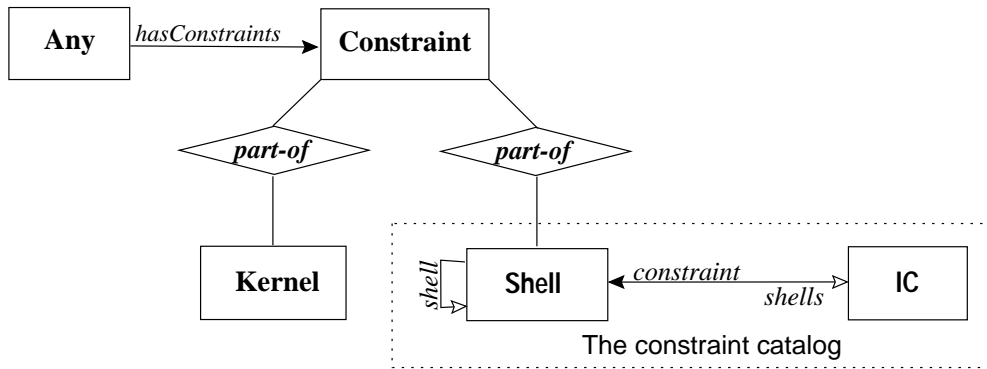 Any
hasConstraints
Constraint
part-of
part-of
Kernel
shell
Shell
constraint
shells
IC
The constraint catalog